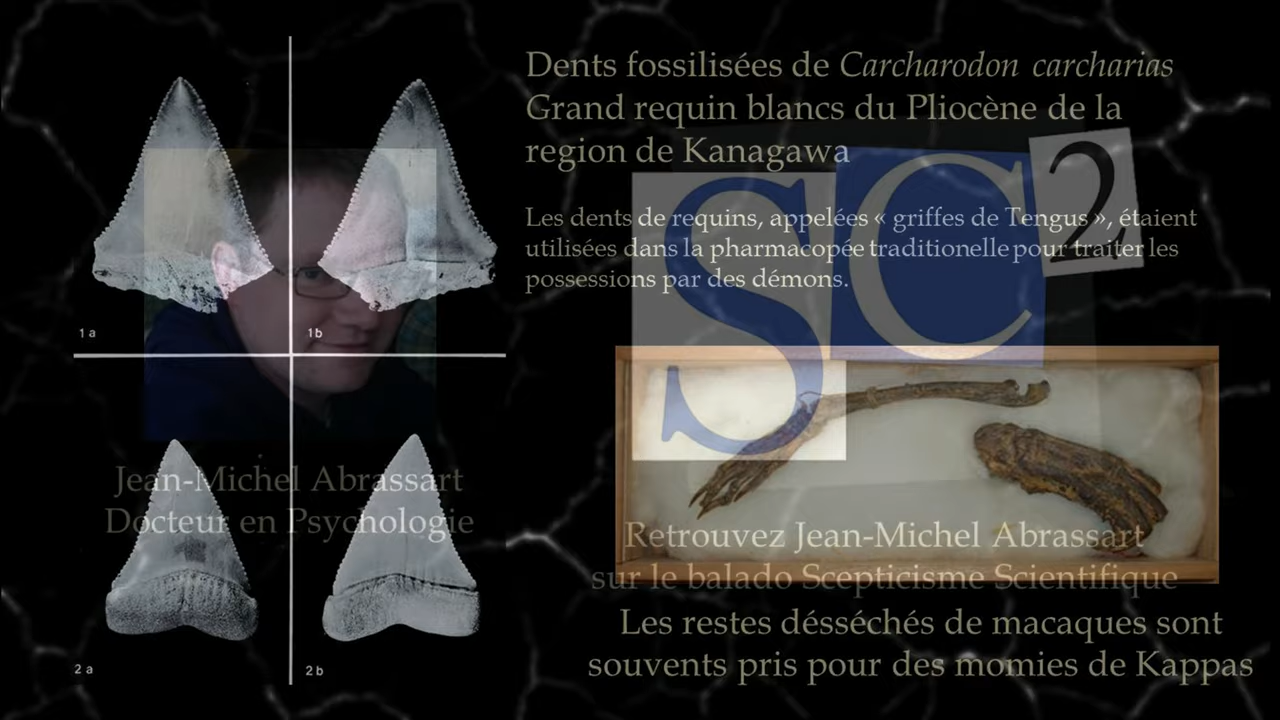 Dents fossilisées de Carcharodon carcharias
Grand requin blancs du Pliocène de la
region de Kanagawa
Les dents de requins, appelées « griffes de Tengus », étaient
utilisées dans la pharmacopée traditionelle pour traiter les
possessions par des démons.
SC2
1 a
1b
Jean-Michel Abrassart
Docteur en Psychologie
2 a
2 b
Retrouvez Jean-Michel Abrassart
sur le balado Scepticisme Scientifique
Les restes désséchés de macaques sont
souvents pris pour des momies de Kappas